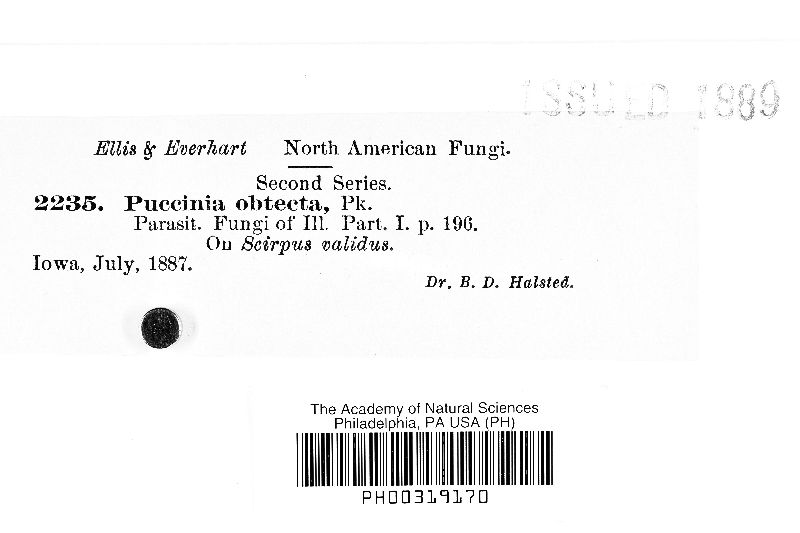 ISSUED 1889
Ellis & Everhart North American Fungi.
Second Series.
2235. Puccinia obtecta, Pk.
Parasit. Fungi of Ill. Part. I. p. 196.
On Scirpus validus.
Iowa, July, 1887.
Dr. B. D. Halsted.
The Academy of Natural Sciences
Philadelphia, PA USA (PH)
PH00319170